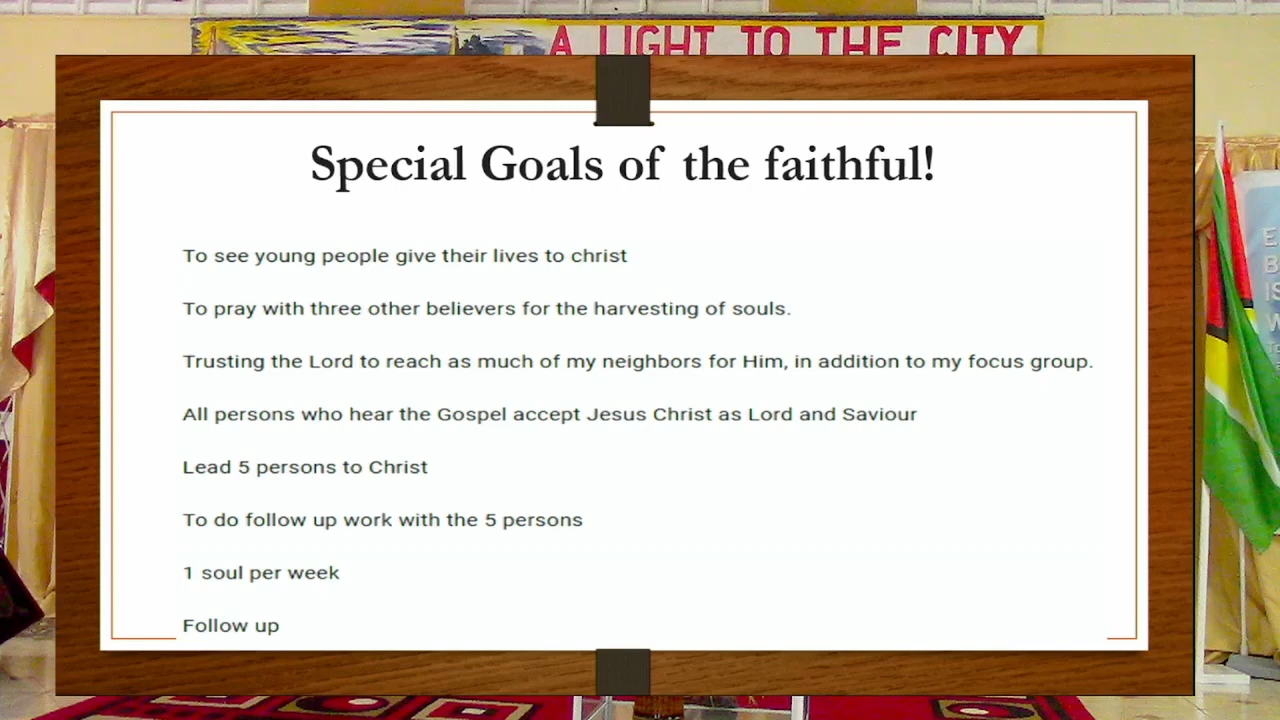 A LIGHT TO THE CITY
Special Goals of the faithful!
To see young people give their lives to christ
To pray with three other believers for the harvesting of souls.
Trusting the Lord to reach as much of my neighbors for Him, in addition to my focus group.
All persons who hear the Gospel accept Jesus Christ as Lord and Saviour
Lead 5 persons to Christ
To do follow up work with the 5 persons
1 soul per week
Follow up